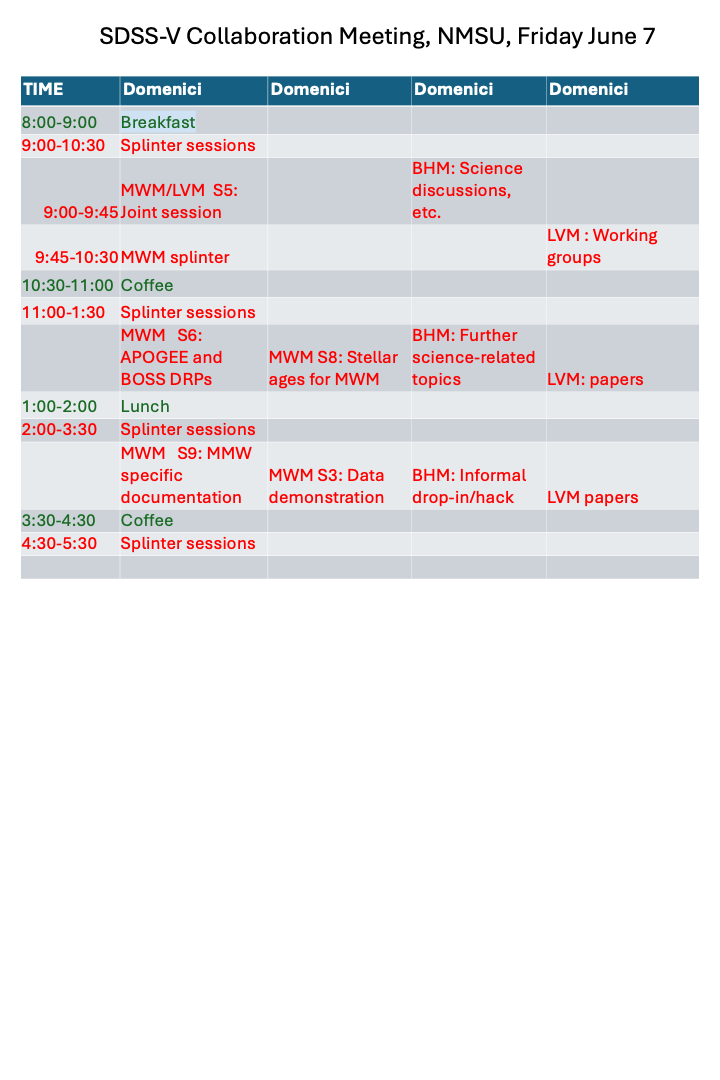 SDSS-V Collaboration Meeting, NMSU, Friday June 7
TIME Domenici Domenici Domenici Domenici
8:00-9:00 Breakfast
9:00-10:30 Splinter sessions
9:00-9:45 MWM/LVM S5:
Joint session
BHM: Science
discussions,
etc.
9:45-10:30 MWM splinter
LVM : Working
groups
10:30-11:00 Coffee
11:00-1:30 Splinter sessions
MWM S6:
APOGEE and
BOSS DRPs
MWM S8: Stellar
ages for MWM
BHM: Further
science-related
topics
LVM: papers
1:00-2:00 Lunch
2:00-3:30 Splinter sessions
MWM S9: MMW
specific
documentation
MWM S3: Data
demonstration
BHM: Informal
drop-in/hack
LVM papers
3:30-4:30 Coffee
4:30-5:30 Splinter sessions